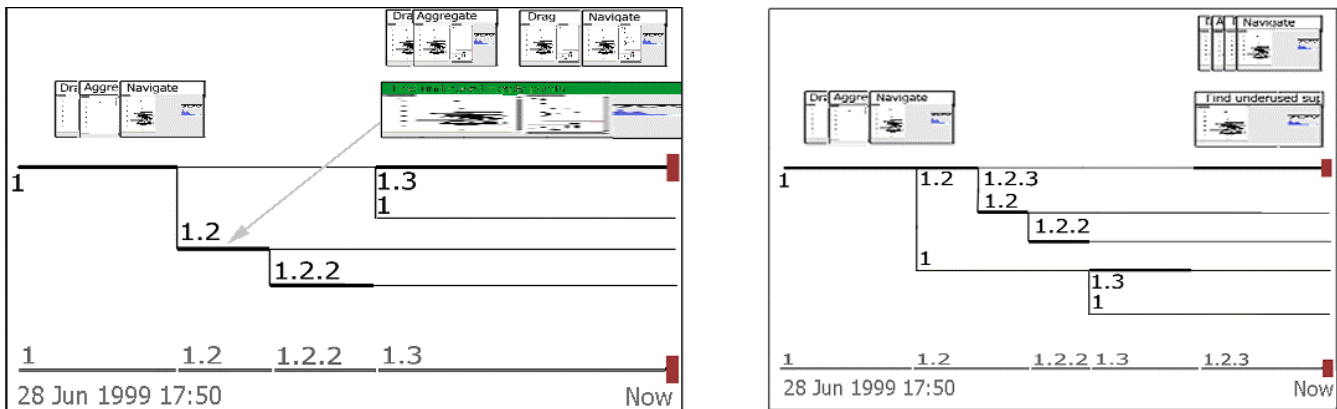 Dra Aggregate Drag Navigate
Dra Aggre Navigate
1
1.3
1
1.2
1.2.2
1 1.2 1.2.2 1.3
28 Jun 1999 17:50 Now
Navigate
Dra Aggre Navigate
Find underused sup
1 1.2 1.2.3
1.2
1.2.2
1
1.3
1
1 1.2 1.2.2 1.3 1.2.3
28 Jun 1999 17:50 Now